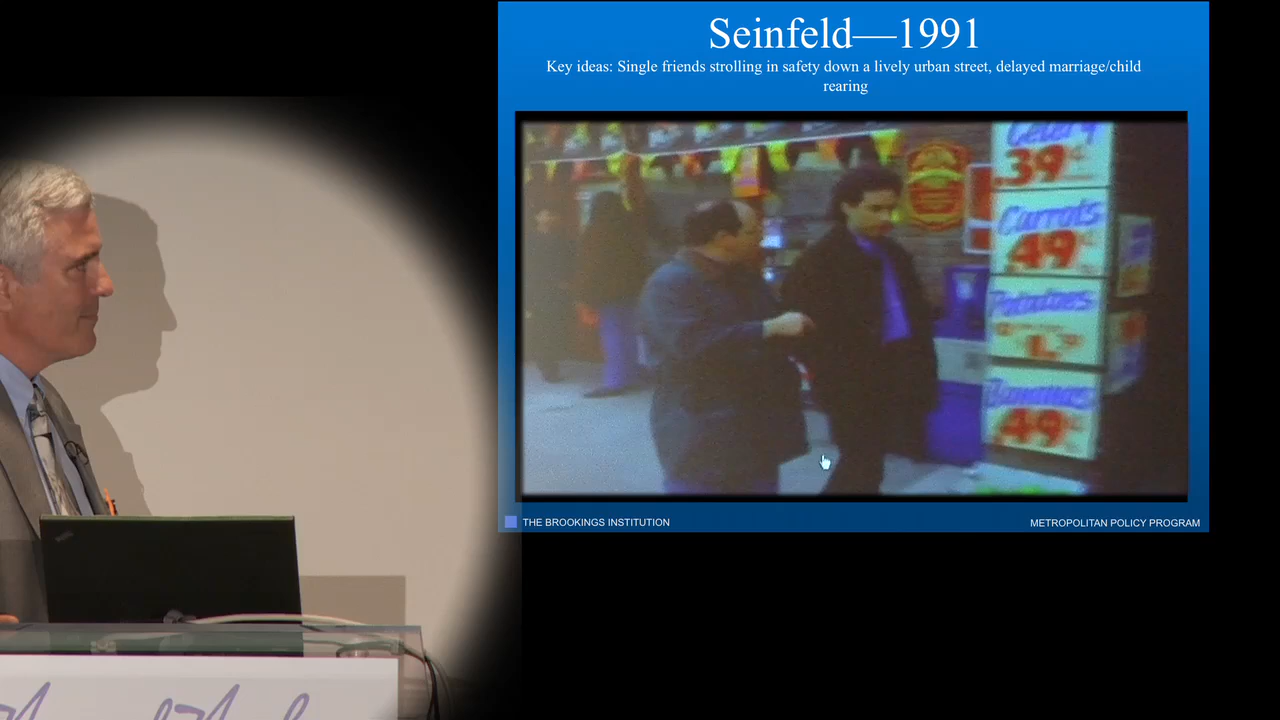 Seinfeld—1991
Key ideas: Single friends strolling in safety down a lively urban street, delayed marriage/child
rearing
Celery
.39¢
Carrots
.49¢
Potatoes
Bananas
.49¢
THE BROOKINGS INSTITUTION
METROPOLITAN POLICY PROGRAM